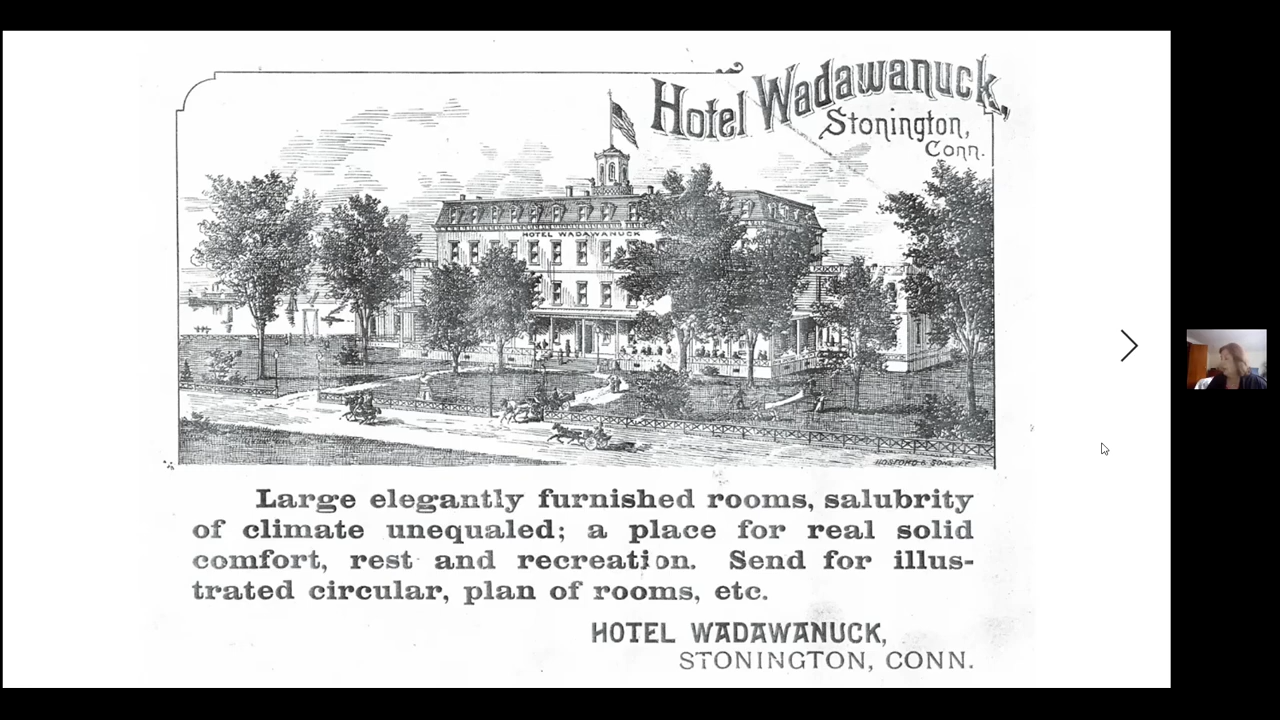 Hotel Wadawanuck,
Stonington,
Conn.
HOTEL WADAWANUCK
Large elegantly furnished rooms, salubrity
of climate unequaled; a place for real solid
comfort, rest and recreation. Send for illus-
trated circular, plan of rooms, etc.
HOTEL WADAWANUCK,
STONINGTON, CONN.